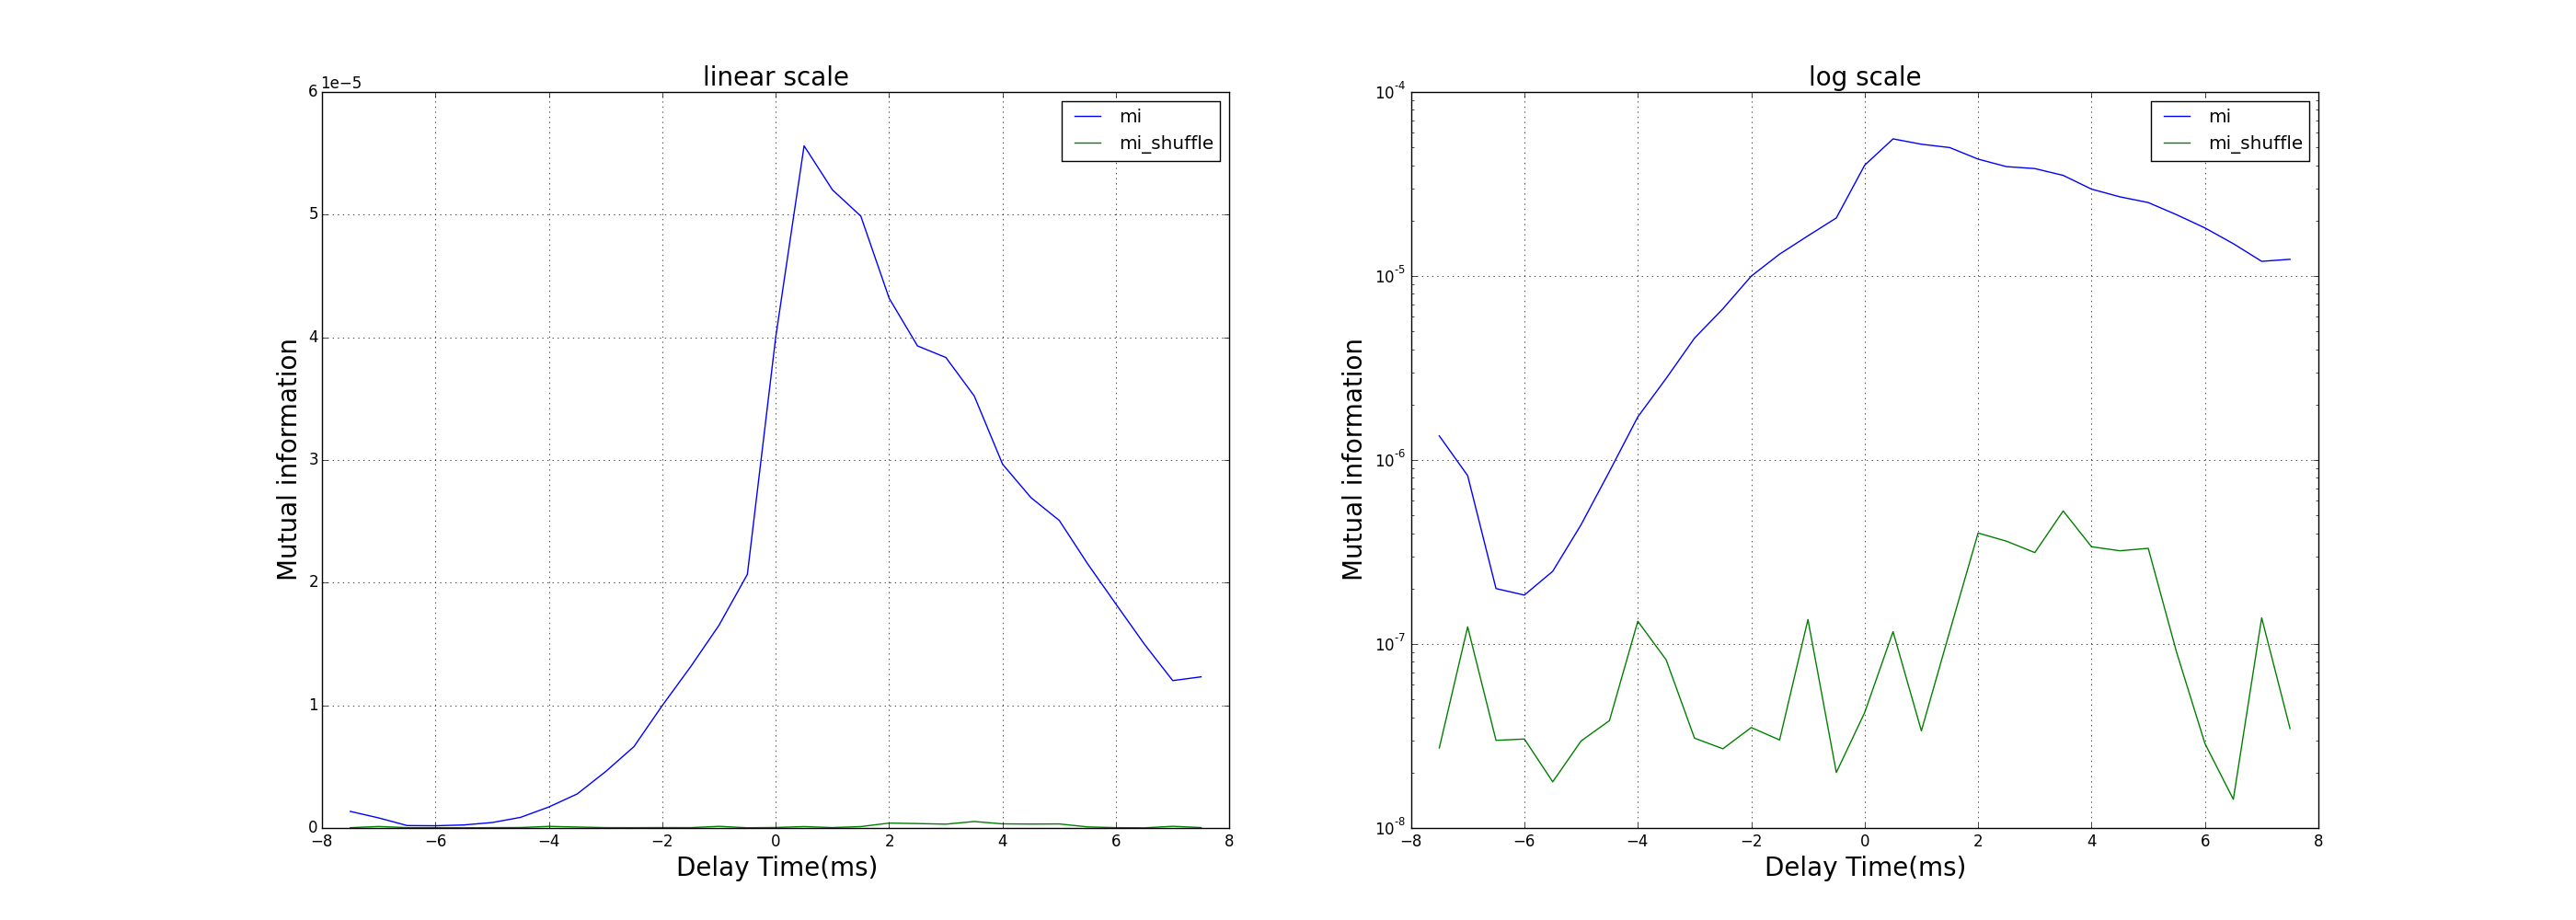 linear scale
1e−5
6
5
4
3
2
1
0
−8 −6 −4 −2 0 2 4 6 8
Mutual information
Delay Time(ms)
mi
mi_shuffle
log scale
10-4
10-5
10-6
10-7
10-8
−8 −6 −4 −2 0 2 4 6 8
Mutual information
Delay Time(ms)
mi
mi_shuffle